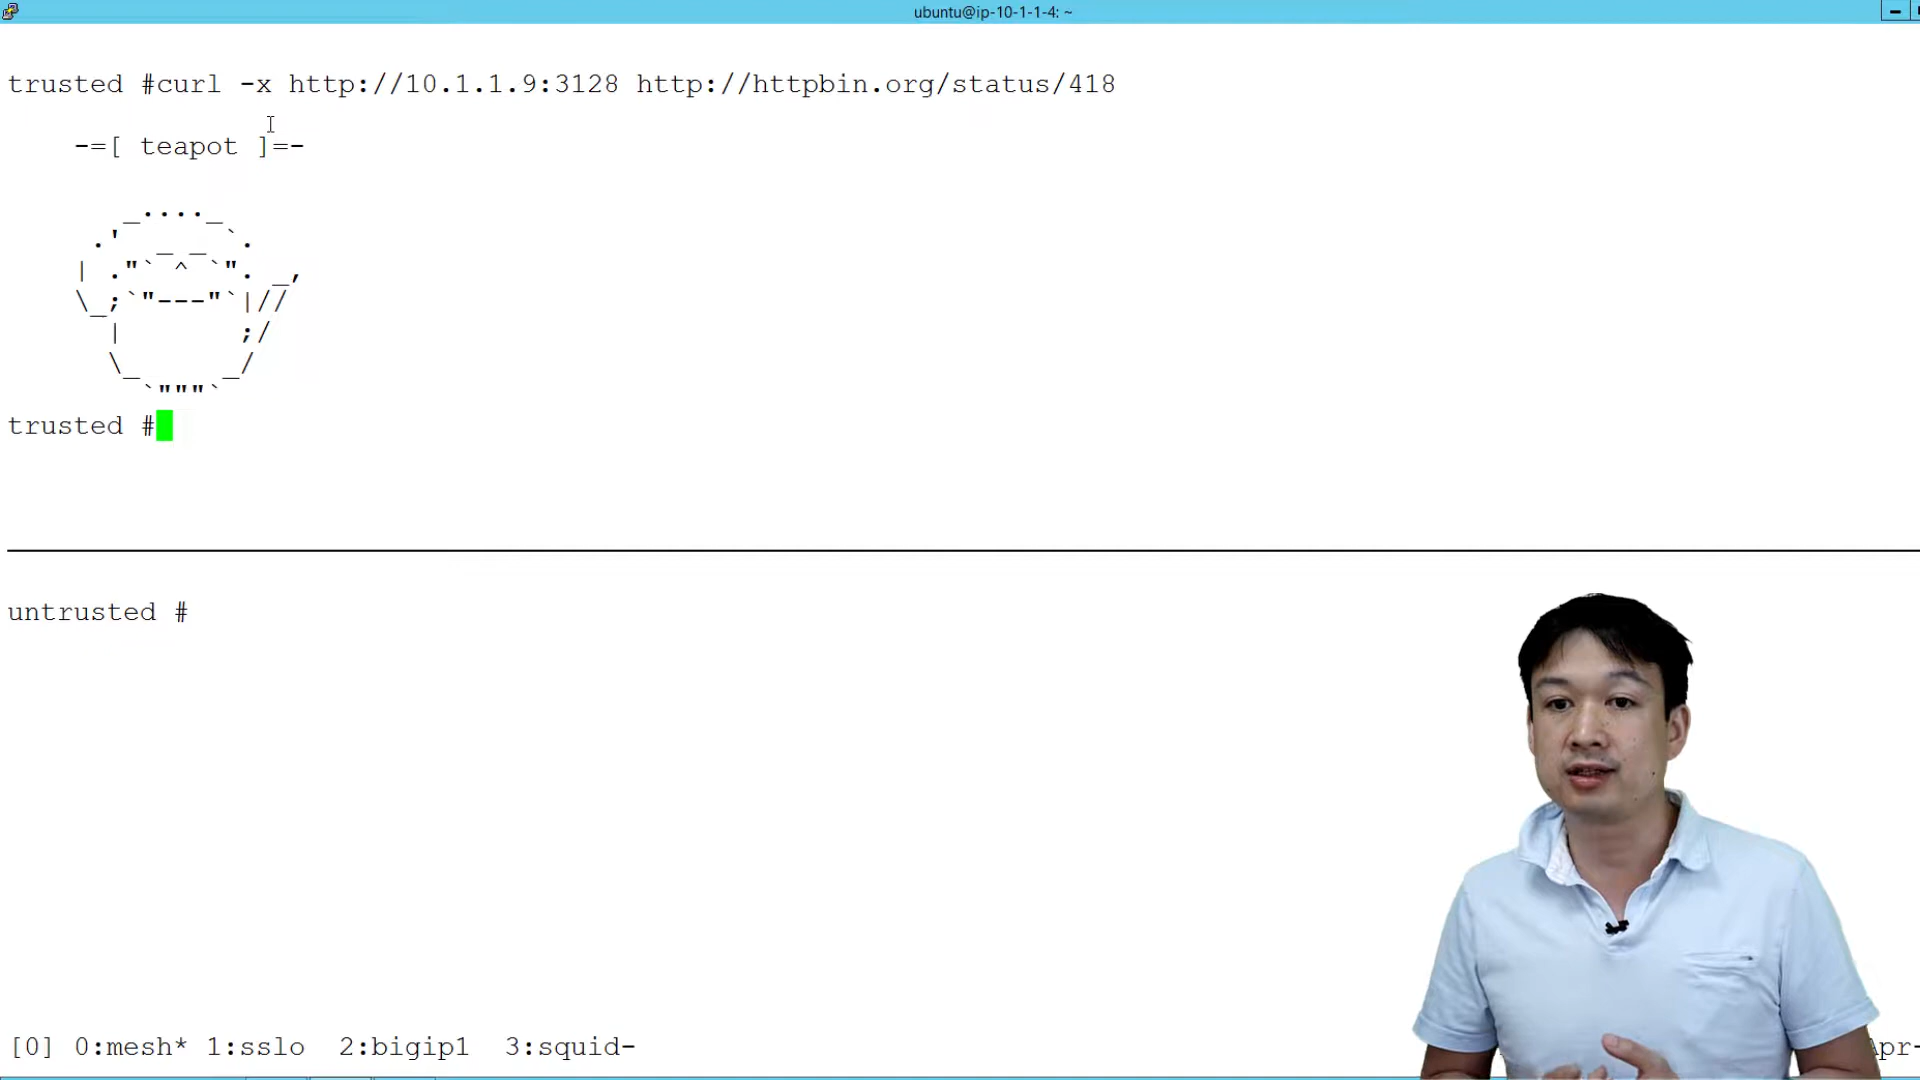 ubuntu@ip-10-1-1-4: ~
trusted #curl -x http://10.1.1.9:3128 http://httpbin.org/status/418
    -=[ teapot ]=-
       _...._
     .'  _ _ `.
    | ."` ^ `". _,
    \_;`"---"`|//
      |       ;/
      \_     _/
        `"""`
trusted #
untrusted #
[0] 0:mesh* 1:sslo  2:bigip1  3:squid-